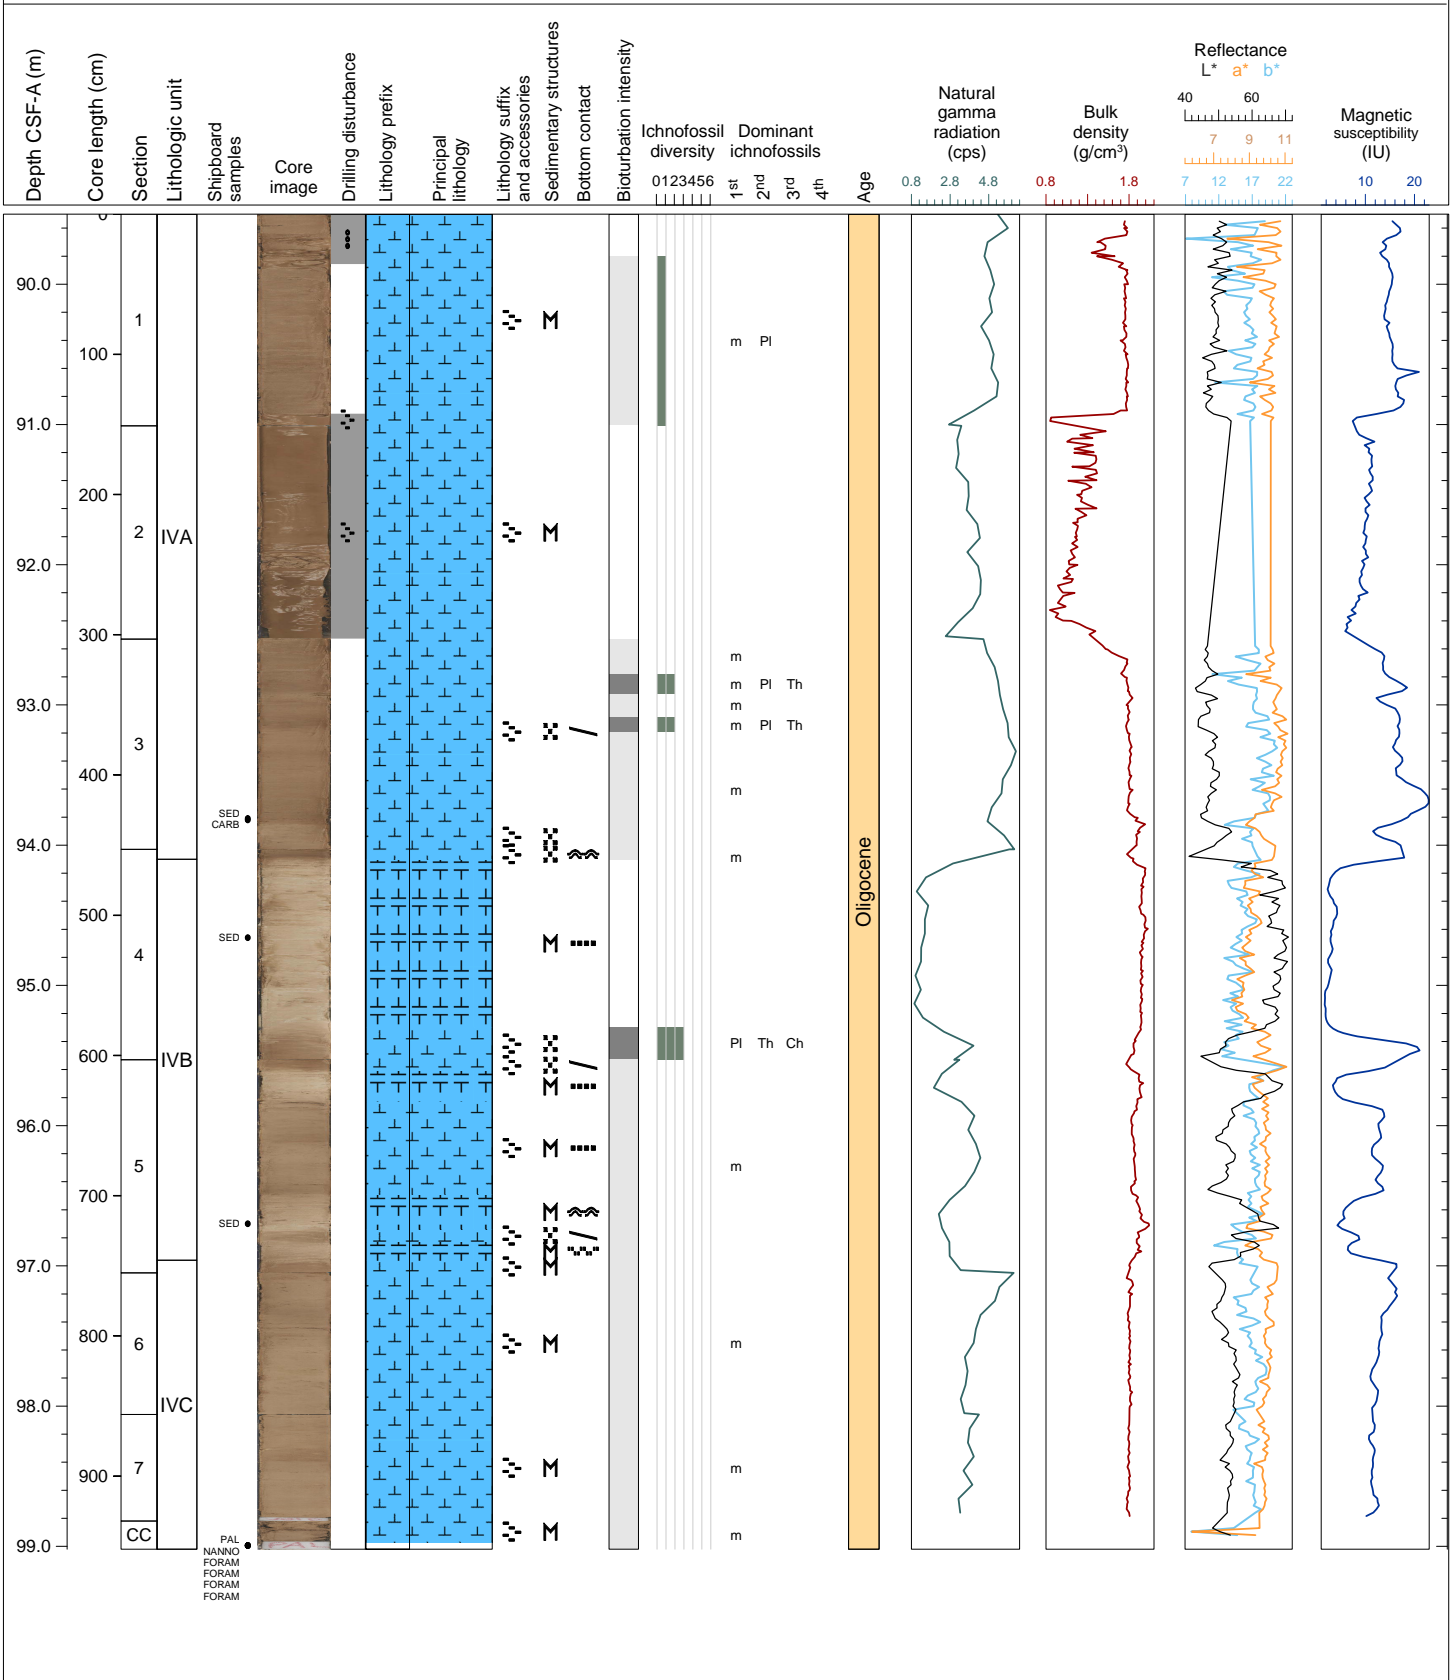 Depth CSF-A (m)
Core length (cm)
Section
Lithologic unit
Shipboard
samples
Core
image
Drilling disturbance
Lithology prefix
Principal
lithology
Lithology suffix
and accessories
Sedimentary structures
Bottom contact
Bioturbation intensity
Ichnofossil
diversity
0123456
Dominant
ichnofossils
1st
2nd
3rd
4th
Age
Natural
gamma
radiation
(cps)
0.8 2.8 4.8
Bulk
density
(g/cm³)
0.8 1.8
Reflectance
L* a* b*
40 60
7 9 11
7 12 17 22
Magnetic
susceptibility
(IU)
10 20
0
90.0
1
m Pl
100
91.0
200
2
IVA
92.0
300
m
m Pl Th
93.0
m
m Pl Th
3
400
m
SED
CARB
94.0
m
Oligocene
500
SED
4
95.0
Pl Th Ch
600
IVB
96.0
5
m
700
SED
97.0
800
6
m
98.0
IVC
7
900
m
CC
m
99.0
PAL
NANNO
FORAM
FORAM
FORAM
FORAM